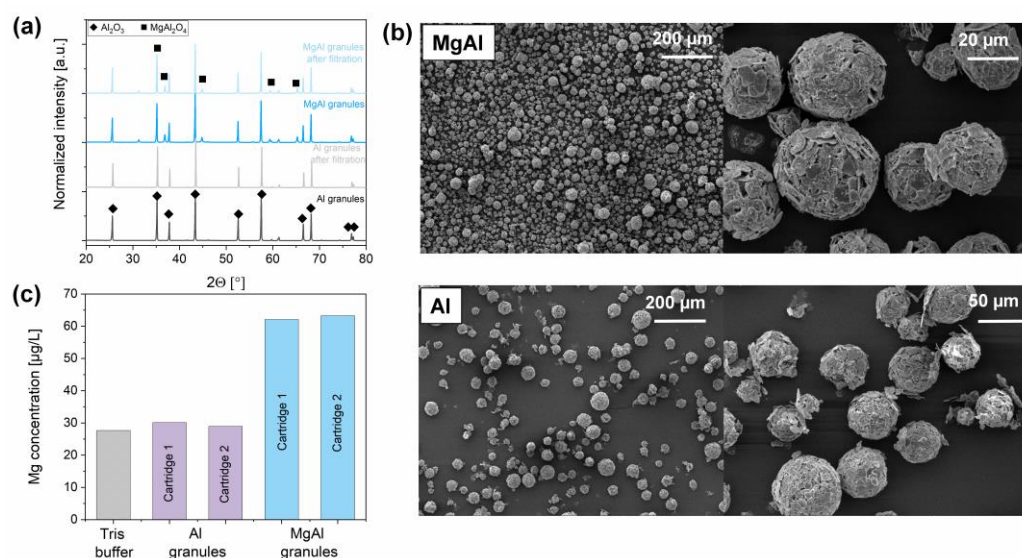 (a)
◆ Al₂O₃ ■ MgAl₂O₄
Normalized intensity [a.u.]
MgAl granules
after filtration
MgAl granules
Al granules
after filtration
Al granules
20 30 40 50 60 70 80
2Θ [°]
(b)
MgAl
200 µm
20 µm
(c)
Mg concentration [µg/L]
70
60
50
40
30
20
10
0
Cartridge 1
Cartridge 2
Cartridge 1
Cartridge 2
Tris
buffer
Al
granules
MgAl
granules
Al
200 µm
50 µm